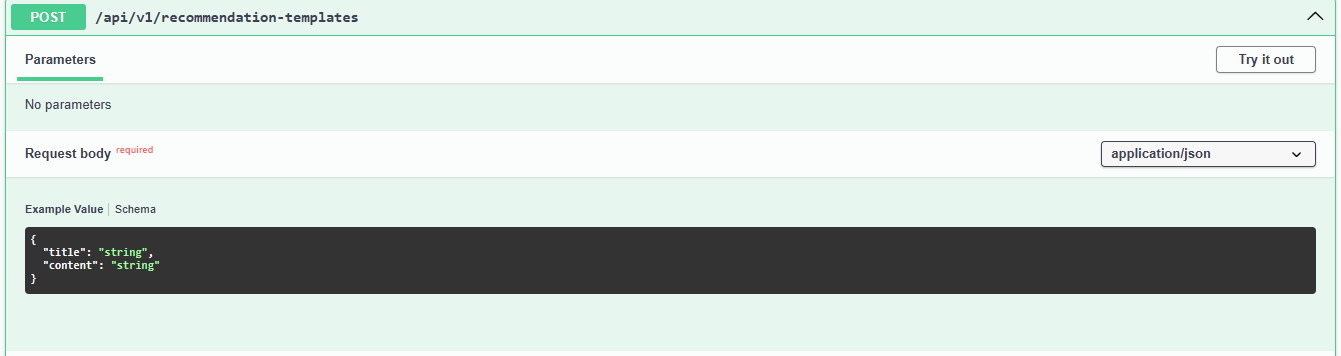 POST /api/v1/recommendation-templates
Parameters
Try it out
No parameters
Request body required
application/json
Example Value | Schema
{
  "title": "string",
  "content": "string"
}